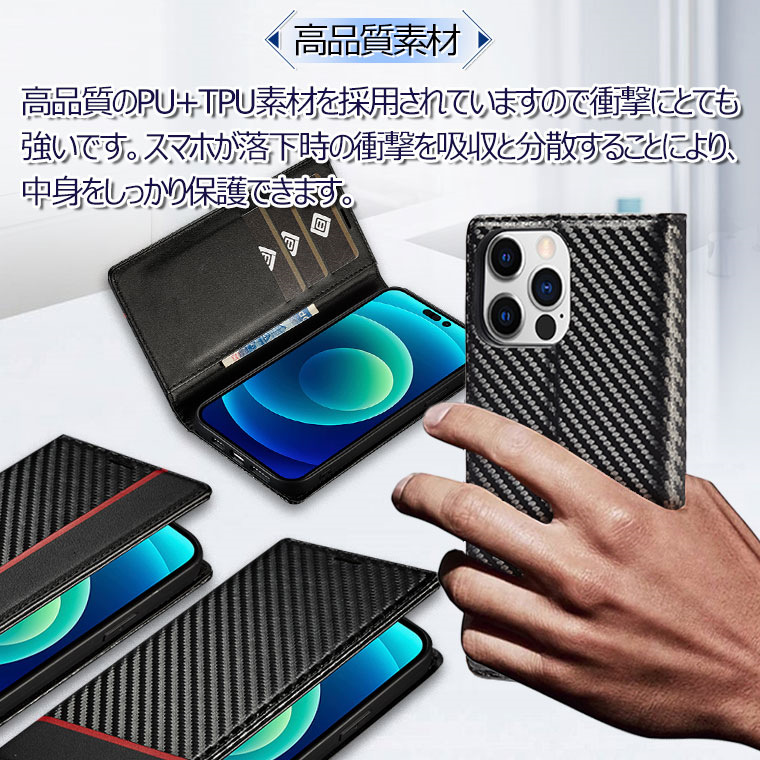 高品質素材
高品質のPU＋TPU素材を採用されていますので衝撃にとても
強いです。スマホが落下時の衝撃を吸収と分散することにより、
中身をしっかり保護できます。